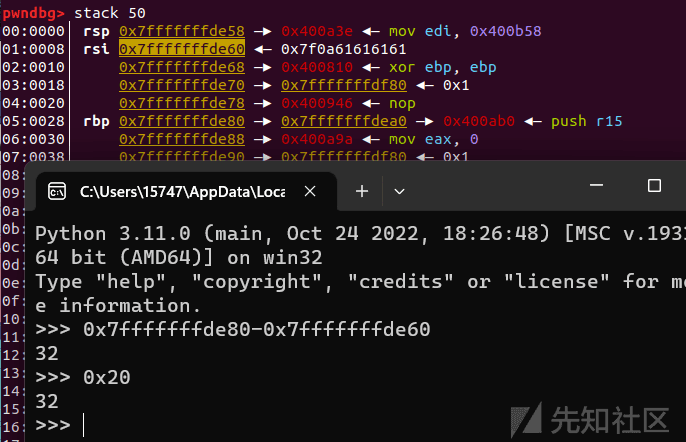 pwndbg> stack 50
00:0000│ rsp 0x7fffffffde58 —▸ 0x400a3e ◂— mov edi, 0x400b58
01:0008│ rsi 0x7fffffffde60 ◂— 0x7f0a61616161
02:0010│ 0x7fffffffde68 —▸ 0x400810 ◂— xor ebp, ebp
03:0018│ 0x7fffffffde70 —▸ 0x7fffffffdf80 ◂— 0x1
04:0020│ 0x7fffffffde78 —▸ 0x400946 ◂— nop
05:0028│ rbp 0x7fffffffde80 —▸ 0x7fffffffdea0 —▸ 0x400ab0 ◂— push r15
06:0030│ 0x7fffffffde88 —▸ 0x400a9a ◂— mov eax, 0
07:0038│ 0x7fffffffde90 —▸ 0x7fffffffdf80 ◂— 0x1
08:
09:
0a:
0b:
0c:
0d:
0e:
0f:
10:
11:
12:
13:
14:
15:
16:
17:
C:\Users\15747\AppData\Loca
Python 3.11.0 (main, Oct 24 2022, 18:26:48) [MSC v.193
64 bit (AMD64)] on win32
Type "help", "copyright", "credits" or "license" for mo
e information.
>>> 0x7fffffffde80-0x7fffffffde60
32
>>> 0x20
32
>>>
先知社区